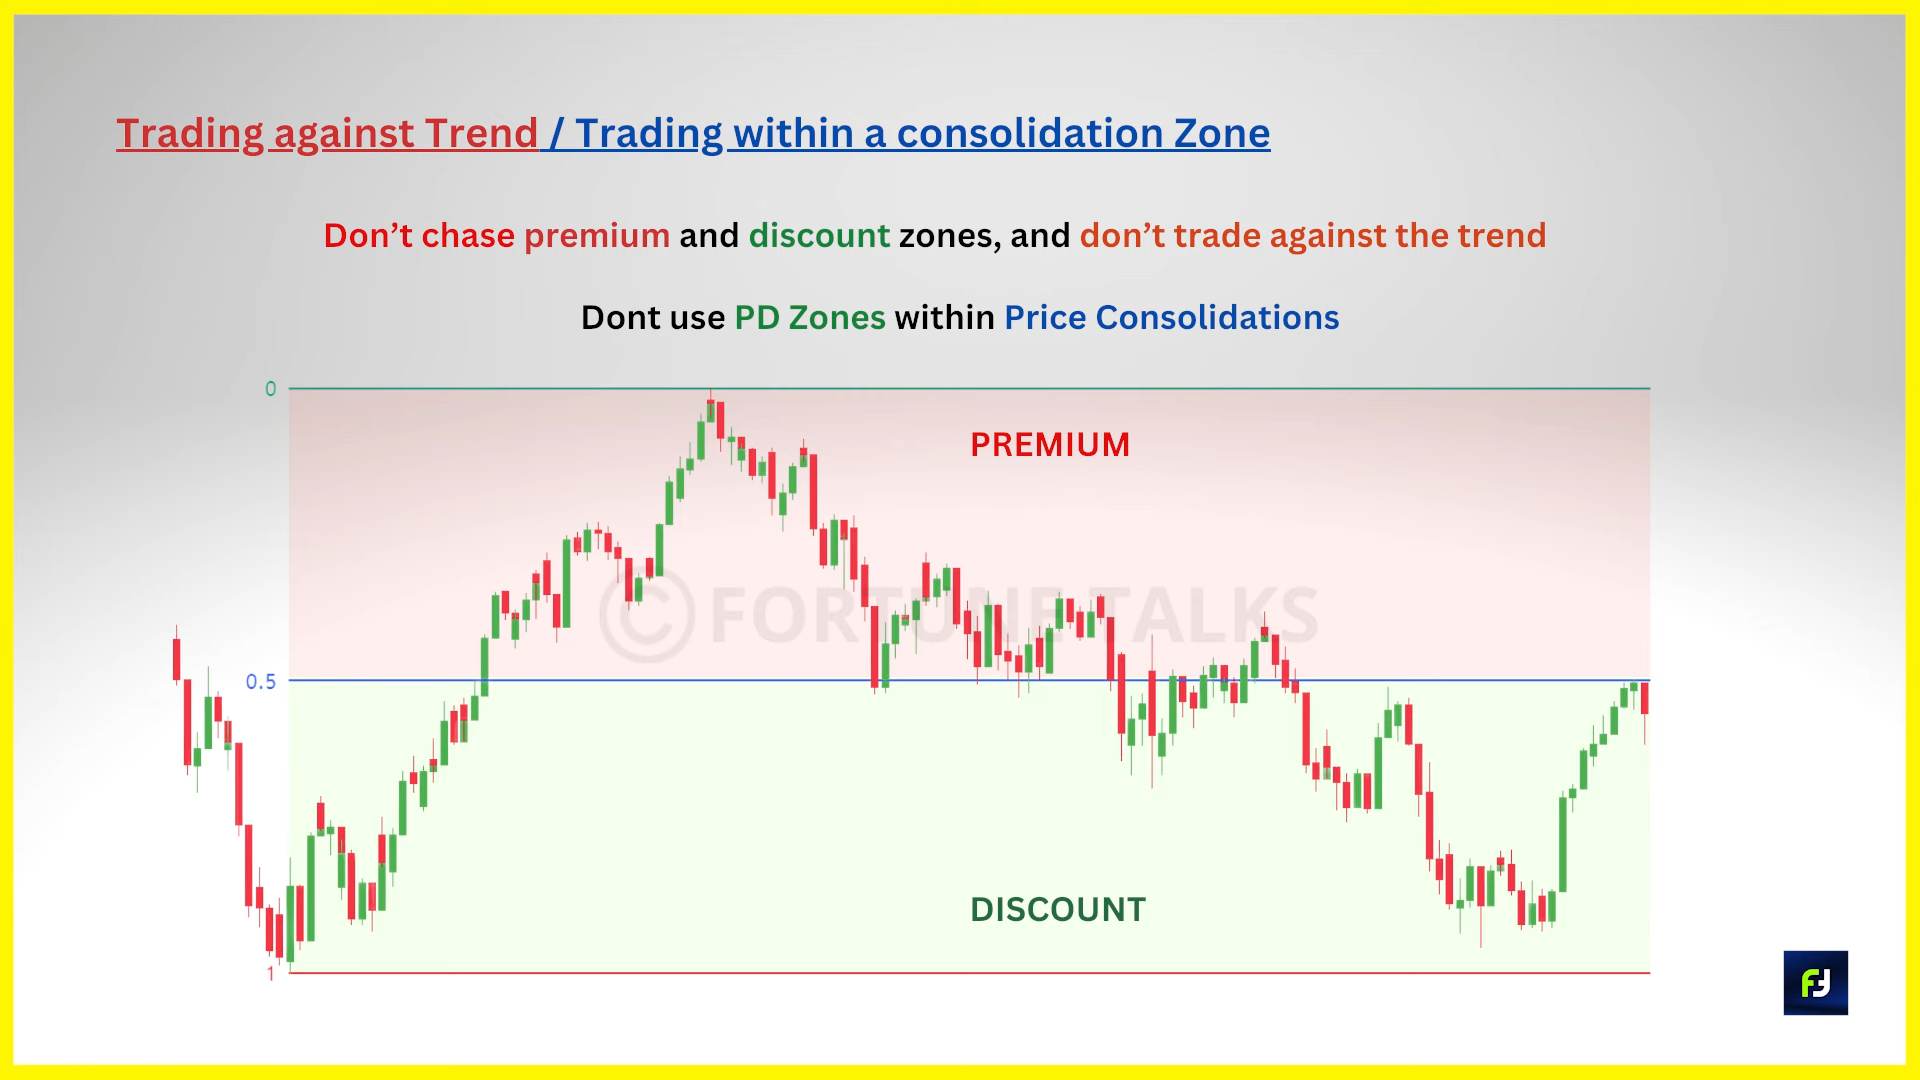 Trading against Trend / Trading within a consolidation Zone
Don’t chase premium and discount zones, and don’t trade against the trend
Dont use PD Zones within Price Consolidations
0
PREMIUM
© FORTUNE TALKS
0.5
DISCOUNT
1